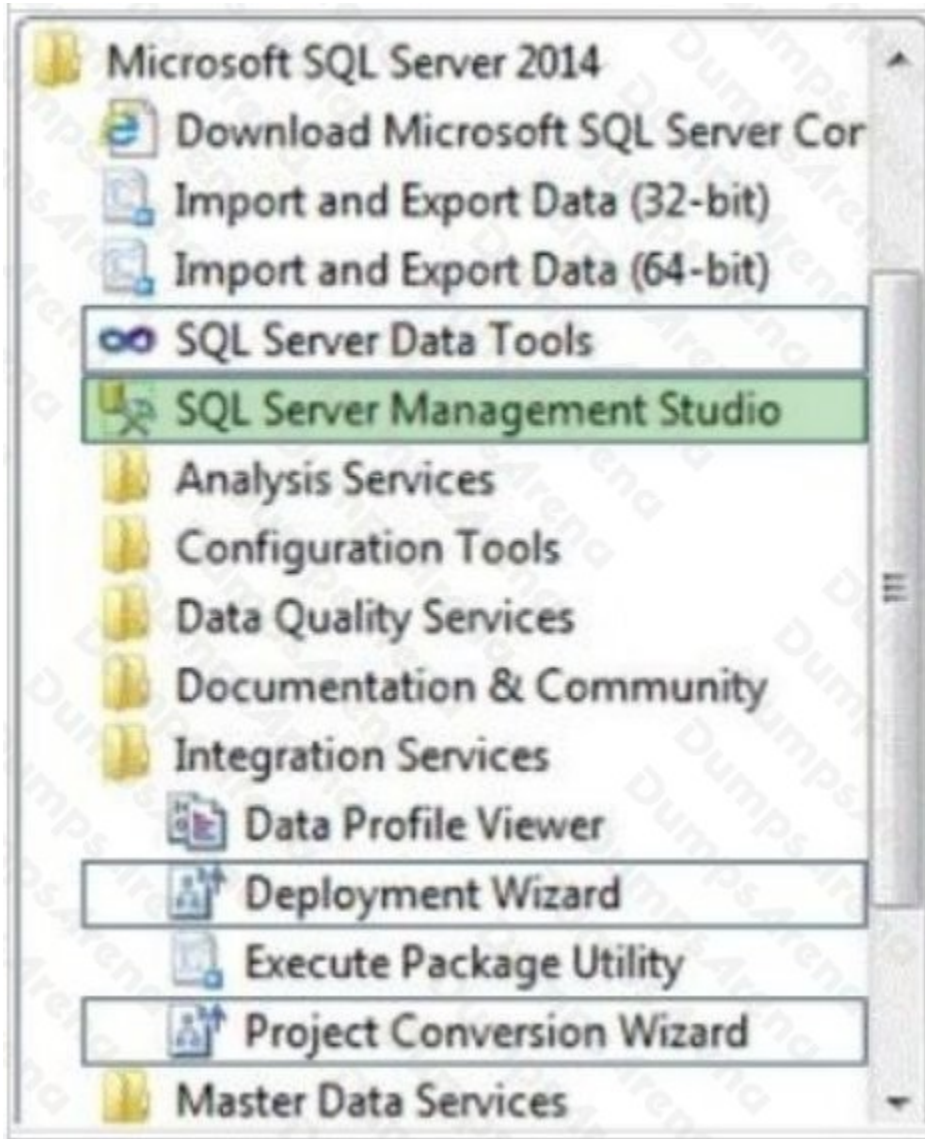 Microsoft SQL Server 2014
Download Microsoft SQL Server Cor
Import and Export Data (32-bit)
Import and Export Data (64-bit)
SQL Server Data Tools
SQL Server Management Studio
Analysis Services
Configuration Tools
Data Quality Services
Documentation & Community
Integration Services
Data Profile Viewer
Deployment Wizard
Execute Package Utility
Project Conversion Wizard
Master Data Services